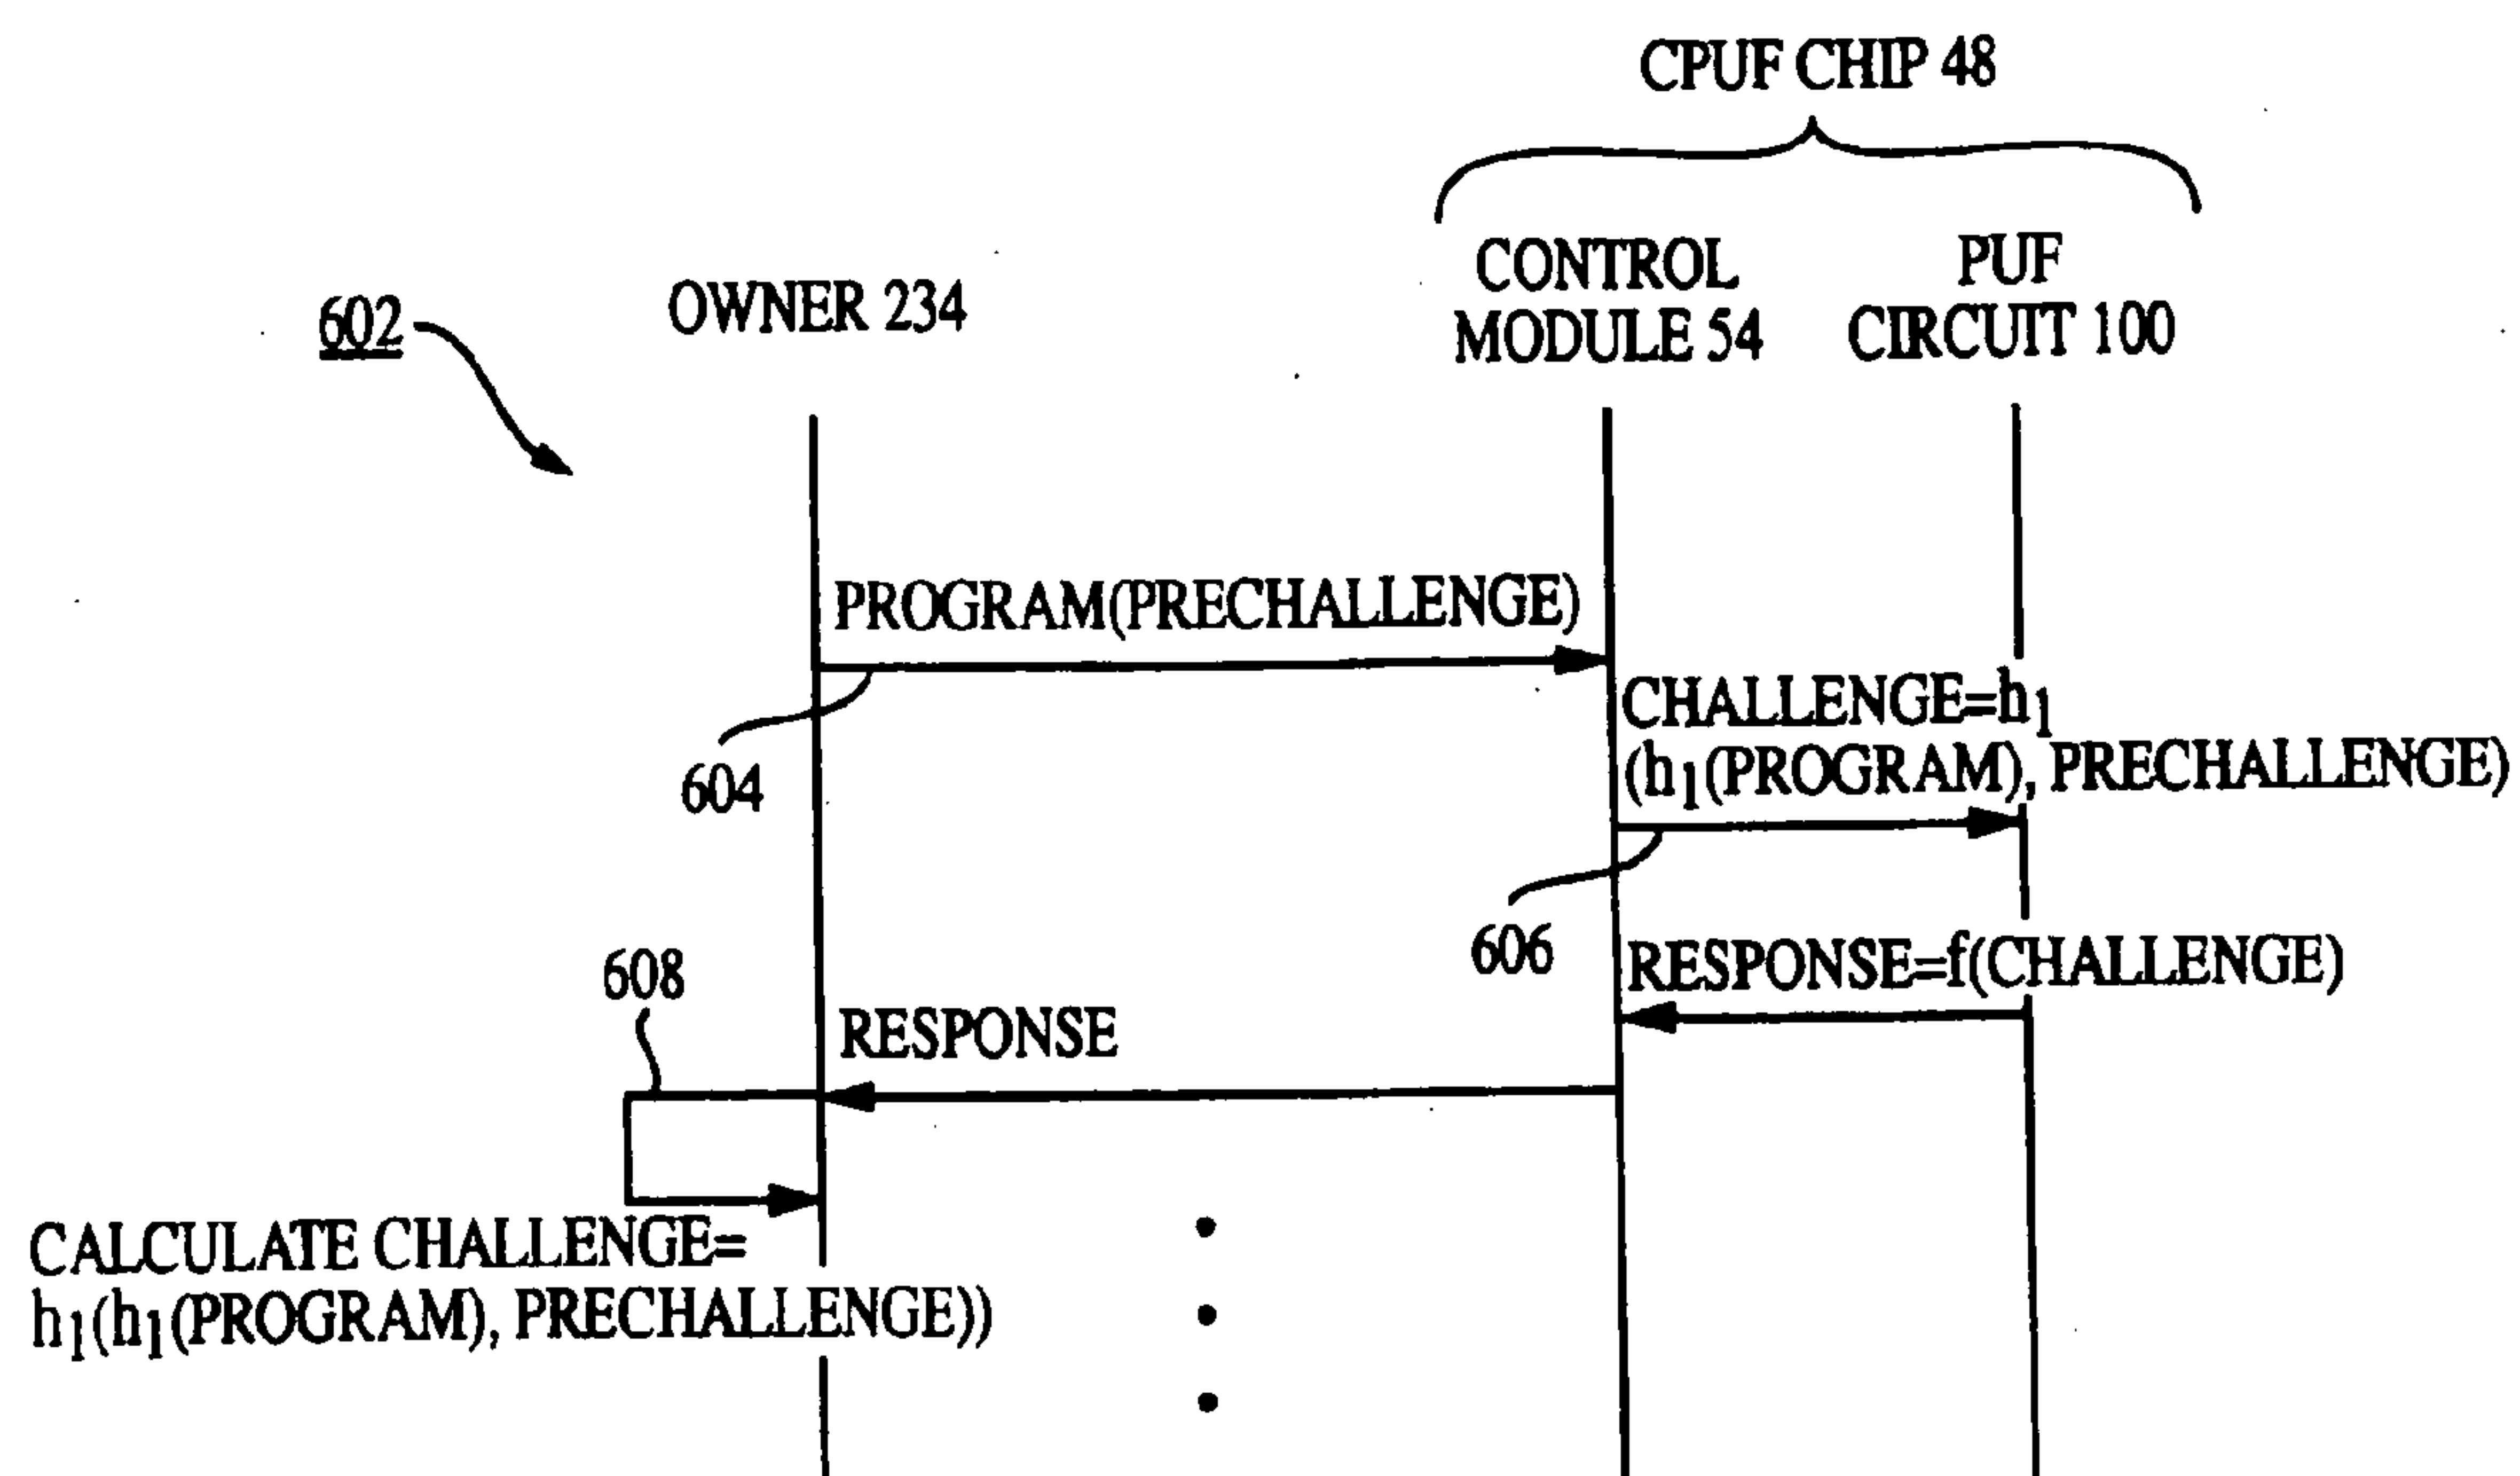 CPUF CHIP 48
CONTROL
MODULE 54
PUF
CIRCUIT 100
602
OWNER 234
PROGRAM(PRECHALLENGE)
604
CHALLENGE=h1
(h1(PROGRAM), PRECHALLENGE)
606
RESPONSE=f(CHALLENGE)
608
RESPONSE
CALCULATE CHALLENGE=
h1(h1(PROGRAM), PRECHALLENGE))